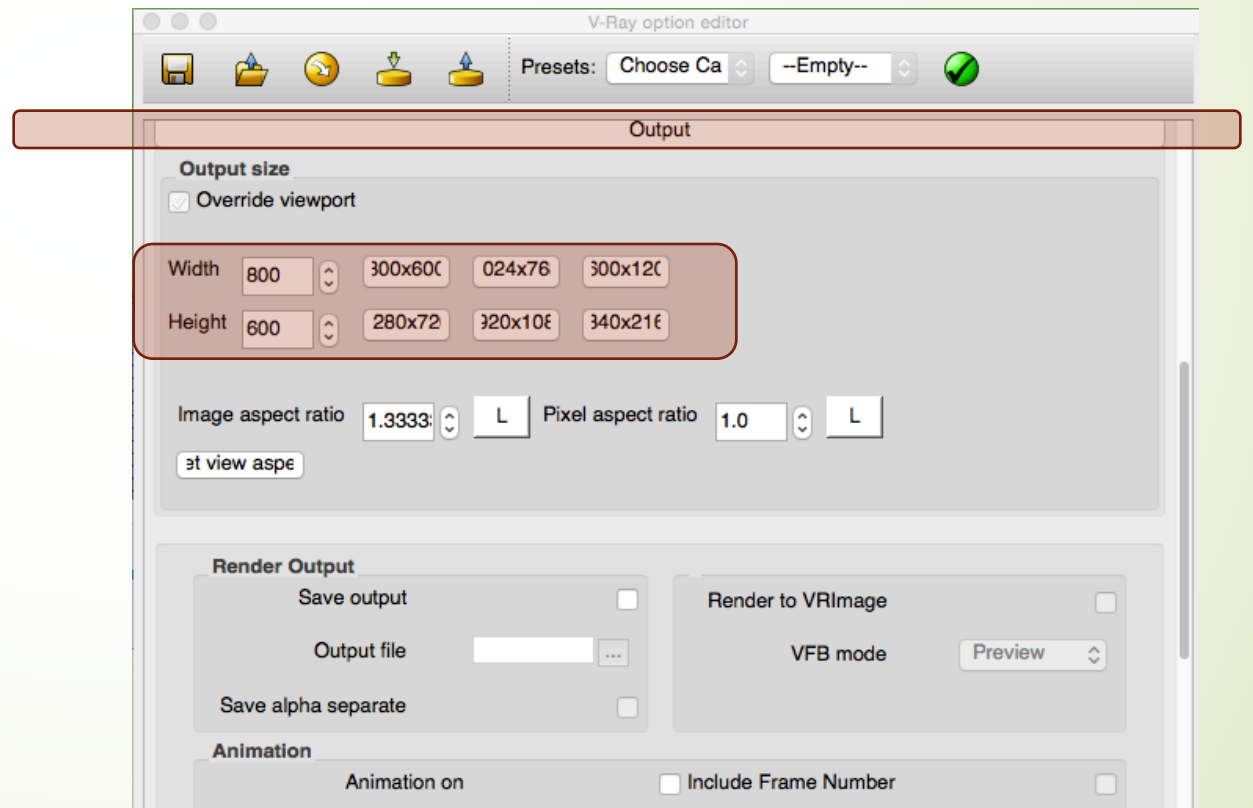 V-Ray option editor
Presets: Choose Ca --Empty--
Output
Output size
Override viewport
Width 800 300x600 024x76 600x120
Height 600 280x72 920x108 340x216
Image aspect ratio 1.3333 L Pixel aspect ratio 1.0 L
et view aspe
Render Output
Save output Render to VRImage
Output file ... VFB mode Preview
Save alpha separate
Animation
Animation on Include Frame Number